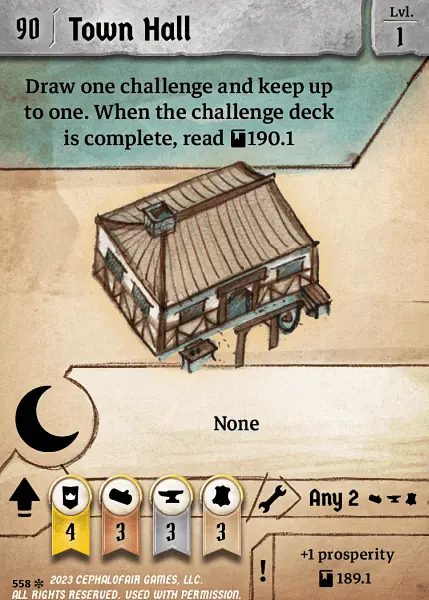 90 Town Hall
Lvl.
1
Draw one challenge and keep up
to one. When the challenge deck
is complete, read 190.1
None
4 3 3 3
Any 2
+1 prosperity
! 189.1
558 2023 CEPHALOFAIR GAMES, LLC.
ALL RIGHTS RESERVED. USED WITH PERMISSION.